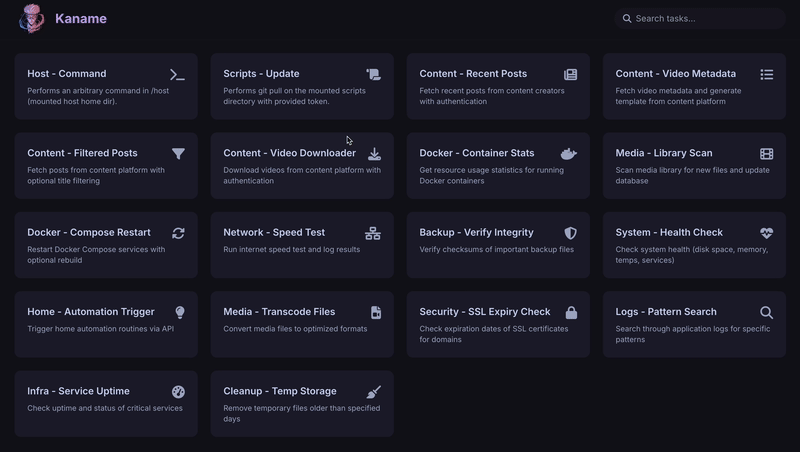 Kaname
Search tasks...
Host - Command
Performs an arbitrary command in /host
(mounted host home dir).
Scripts - Update
Performs git pull on the mounted scripts
directory with provided token.
Content - Recent Posts
Fetch recent posts from content creators
with authentication
Content - Video Metadata
Fetch video metadata and generate
template from content platform
Content - Filtered Posts
Fetch posts from content platform with
optional title filtering
Content - Video Downloader
Download videos from content platform with
authentication
Docker - Container Stats
Get resource usage statistics for running
Docker containers
Media - Library Scan
Scan media library for new files and update
database
Docker - Compose Restart
Restart Docker Compose services with
optional rebuild
Network - Speed Test
Run internet speed test and log results
Backup - Verify Integrity
Verify checksums of important backup files
System - Health Check
Check system health (disk space, memory,
temps, services)
Home - Automation Trigger
Trigger home automation routines via API
Media - Transcode Files
Convert media files to optimized formats
Security - SSL Expiry Check
Check expiration dates of SSL certificates
for domains
Logs - Pattern Search
Search through application logs for specific
patterns
Infra - Service Uptime
Check uptime and status of critical services
Cleanup - Temp Storage
Remove temporary files older than specified
days